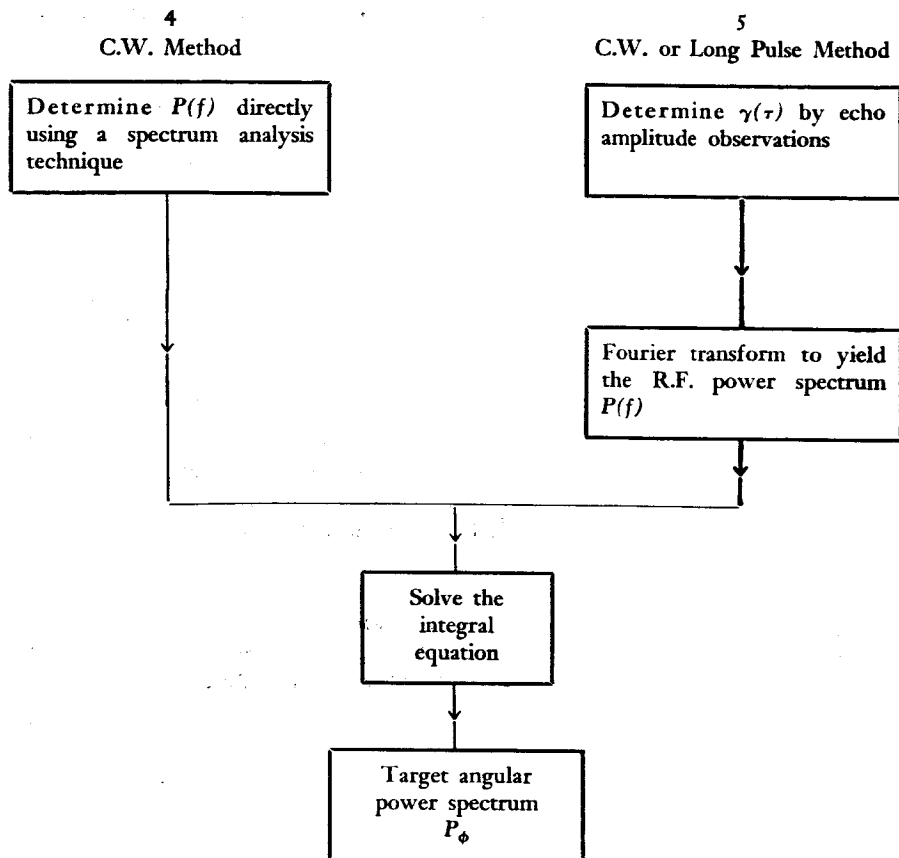 4
C.W. Method
Determine P(f) directly
using a spectrum analysis
technique
5
C.W. or Long Pulse Method
Determine γ(τ) by echo
amplitude observations
Fourier transform to yield
the R.F. power spectrum
P(f)
Solve the
integral
equation
Target angular
power spectrum
P_ϕ